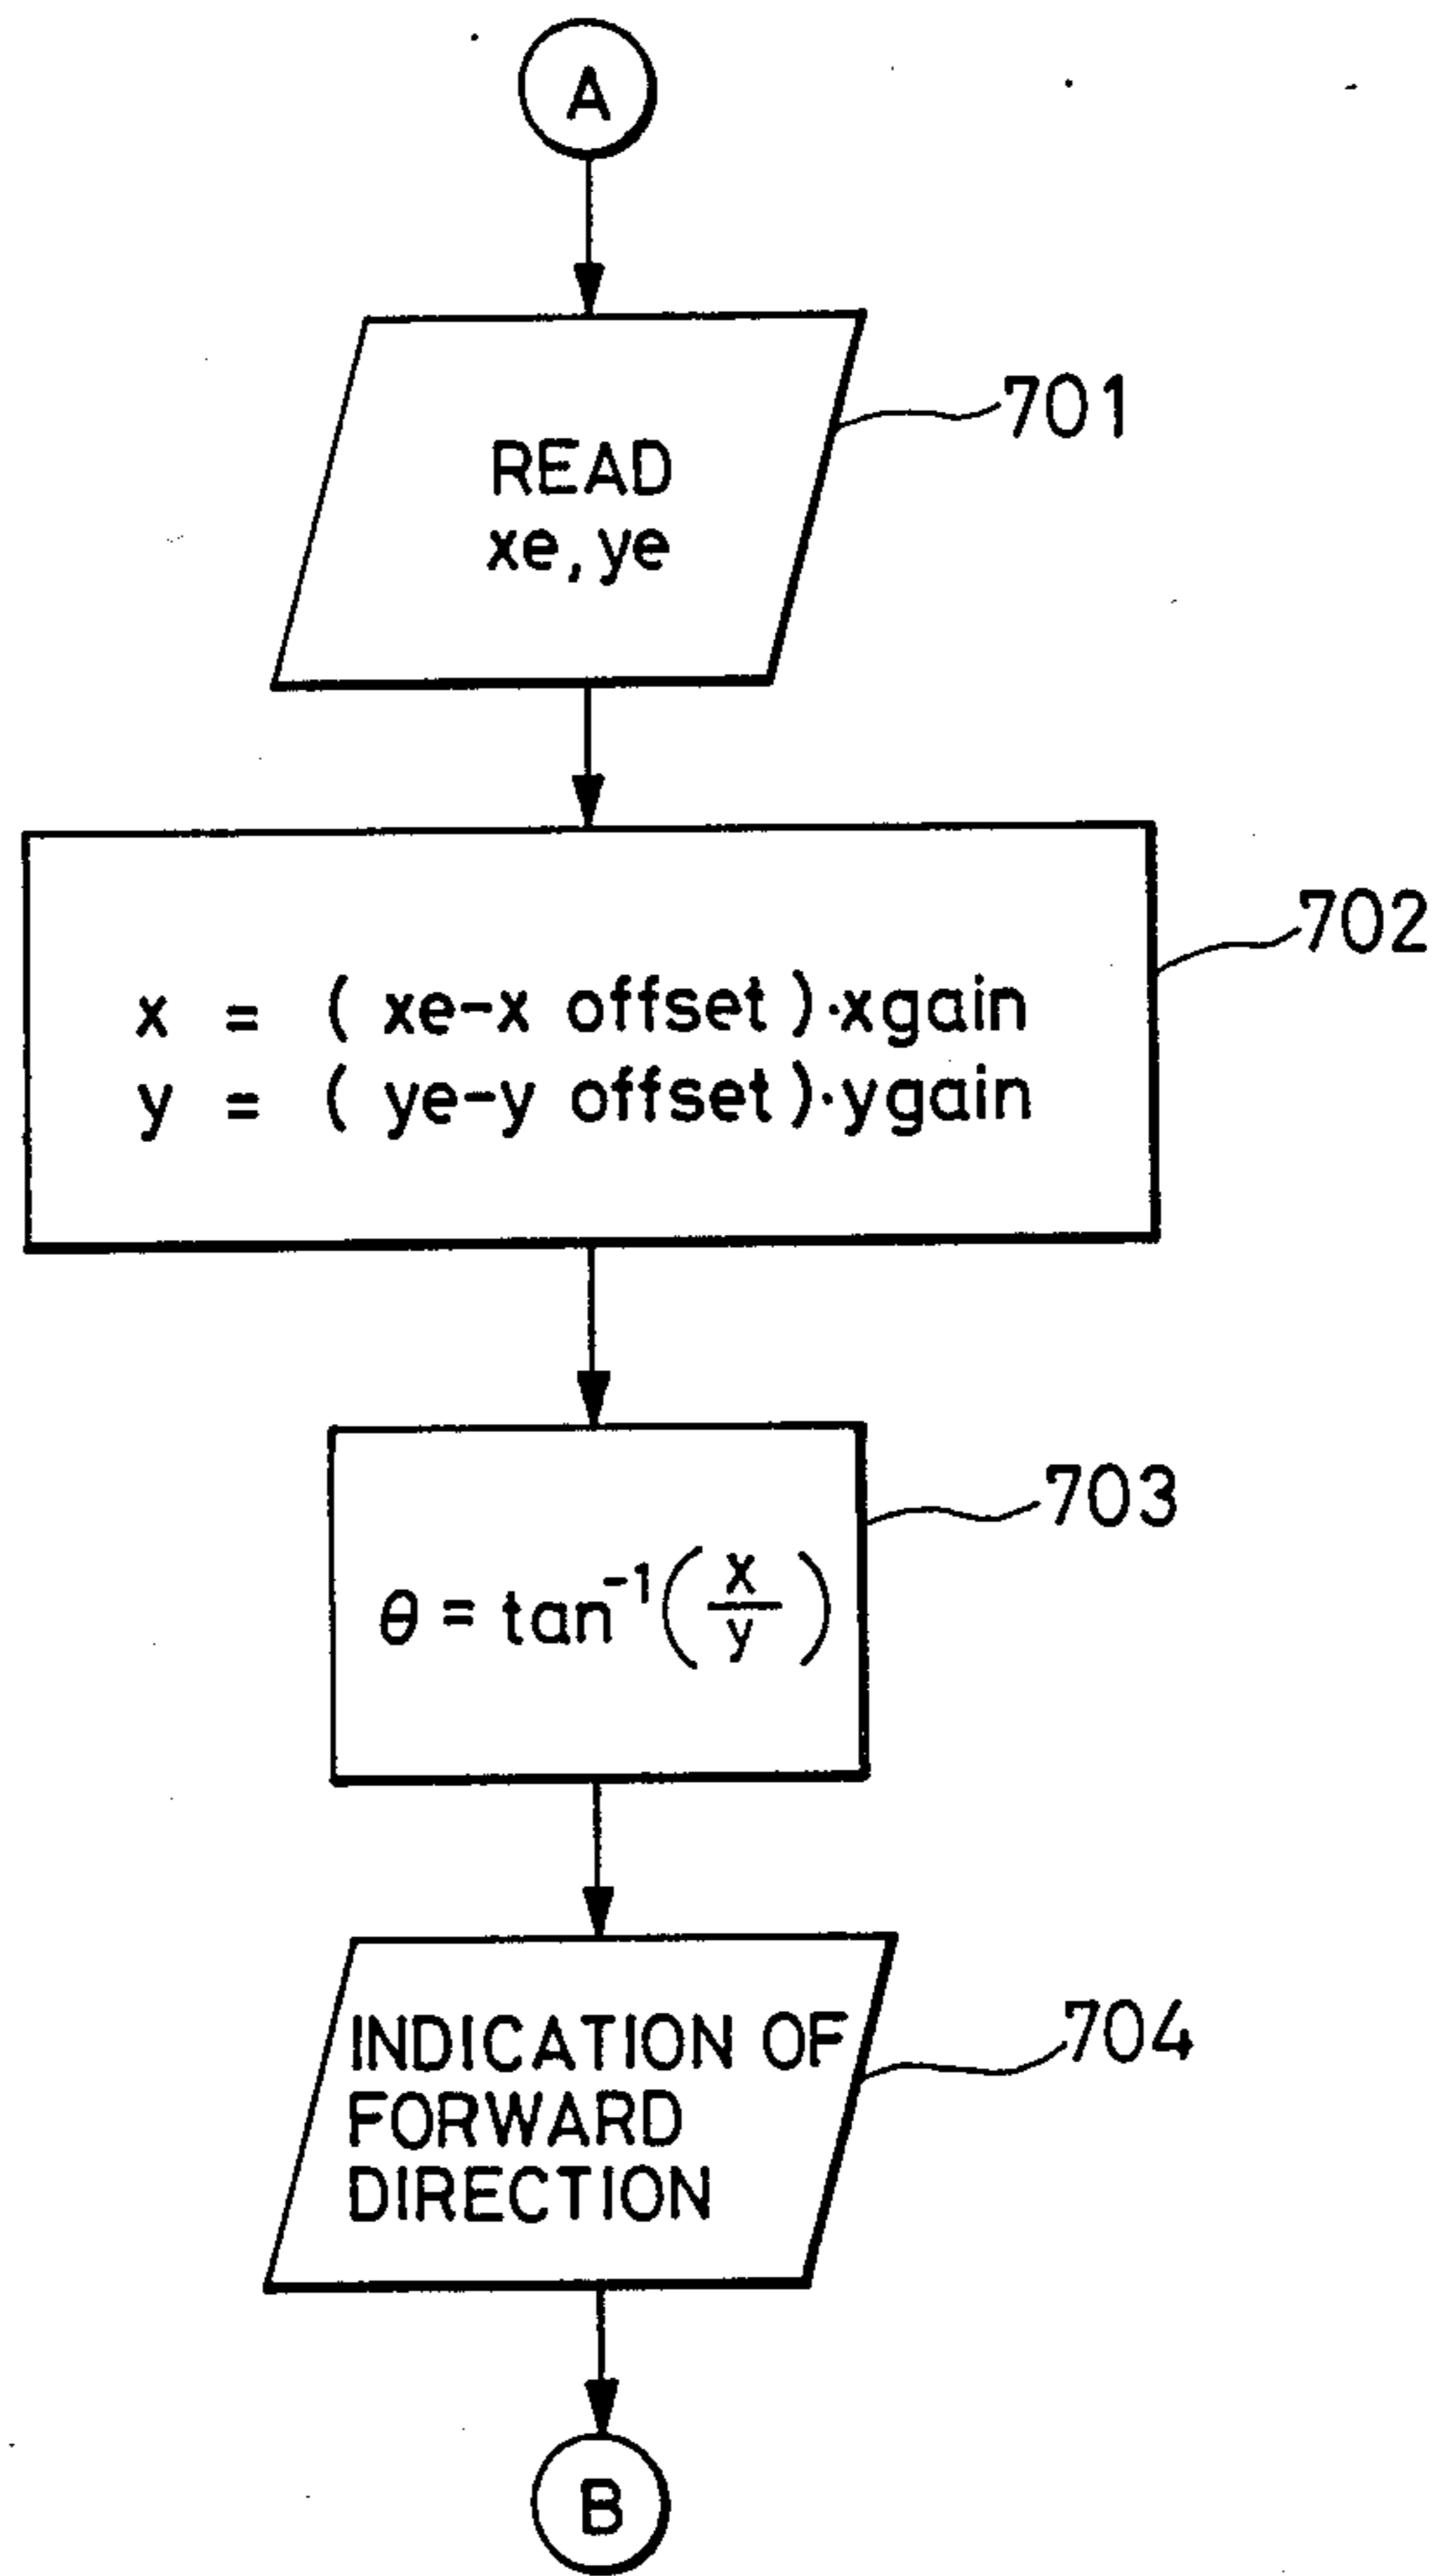 A
READ
xe, ye
701
x = ( xe-x offset )·xgain
y = ( ye-y offset )·ygain
702
θ = tan⁻¹(x/y)
703
INDICATION OF
FORWARD
DIRECTION
704
B